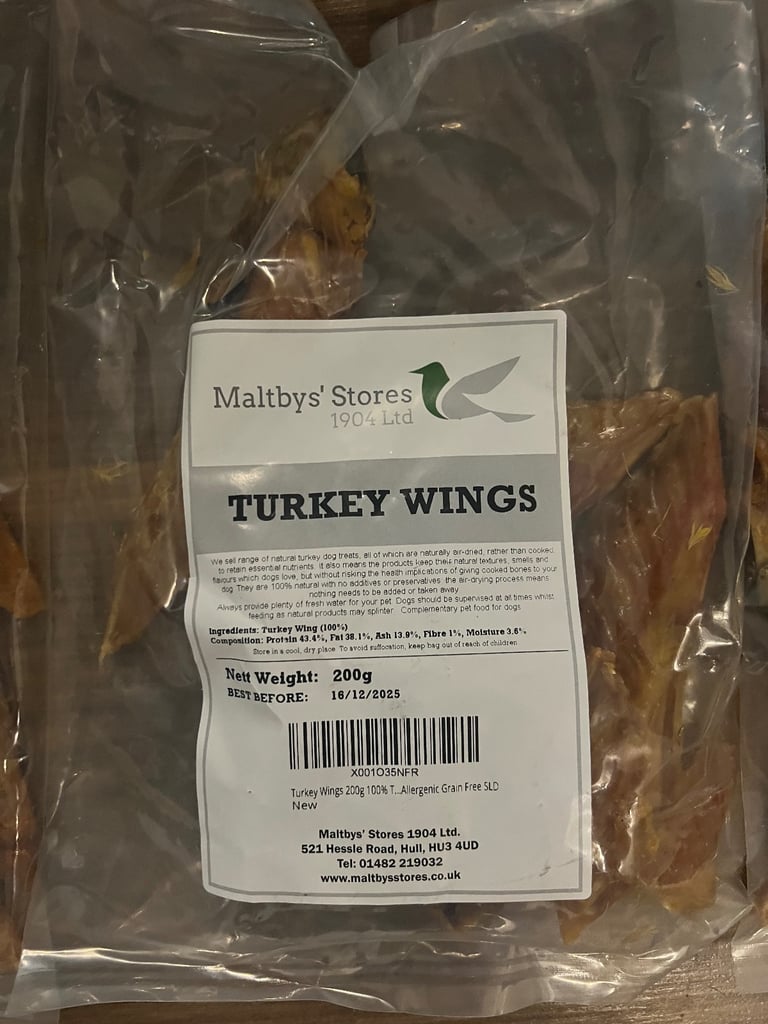 Maltbys' Stores
1904 Ltd
TURKEY WINGS
We sell range of natural turkey dog treats, all of which are naturally air-dried, rather than cooked,
to retain essential nutrients. It also means the products keep their natural textures, smells and
flavours which dogs love, but without risking the health implications of giving cooked bones to your
dog. They are 100% natural with no additives or preservatives: the air-drying process means
nothing needs to be added or taken away.
Always provide plenty of fresh water for your pet. Dogs should be supervised at all times whilst
feeding as natural products may splinter. Complementary pet food for dogs.
Ingredients: Turkey Wing (100%)
Composition: Protein 43.4%, Fat 38.1%, Ash 13.9%, Fibre 1%, Moisture 3.6%.
Store in a cool, dry place. To avoid suffocation, keep bag out of reach of children.
Nett Weight: 200g
BEST BEFORE: 16/12/2025
X001O35NFR
Turkey Wings 200g 100% T...Allergenic Grain Free SLD
New
Maltbys' Stores 1904 Ltd.
521 Hessle Road, Hull, HU3 4UD
Tel: 01482 219032
www.maltbysstores.co.uk